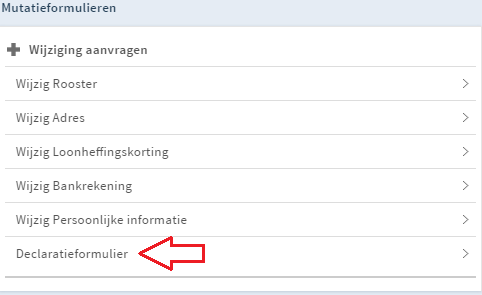 Mutatieformulieren
Wijziging aanvragen
Wijzig Rooster
Wijzig Adres
Wijzig Loonheffingskorting
Wijzig Bankrekening
Wijzig Persoonlijke informatie
Declaratieformulier